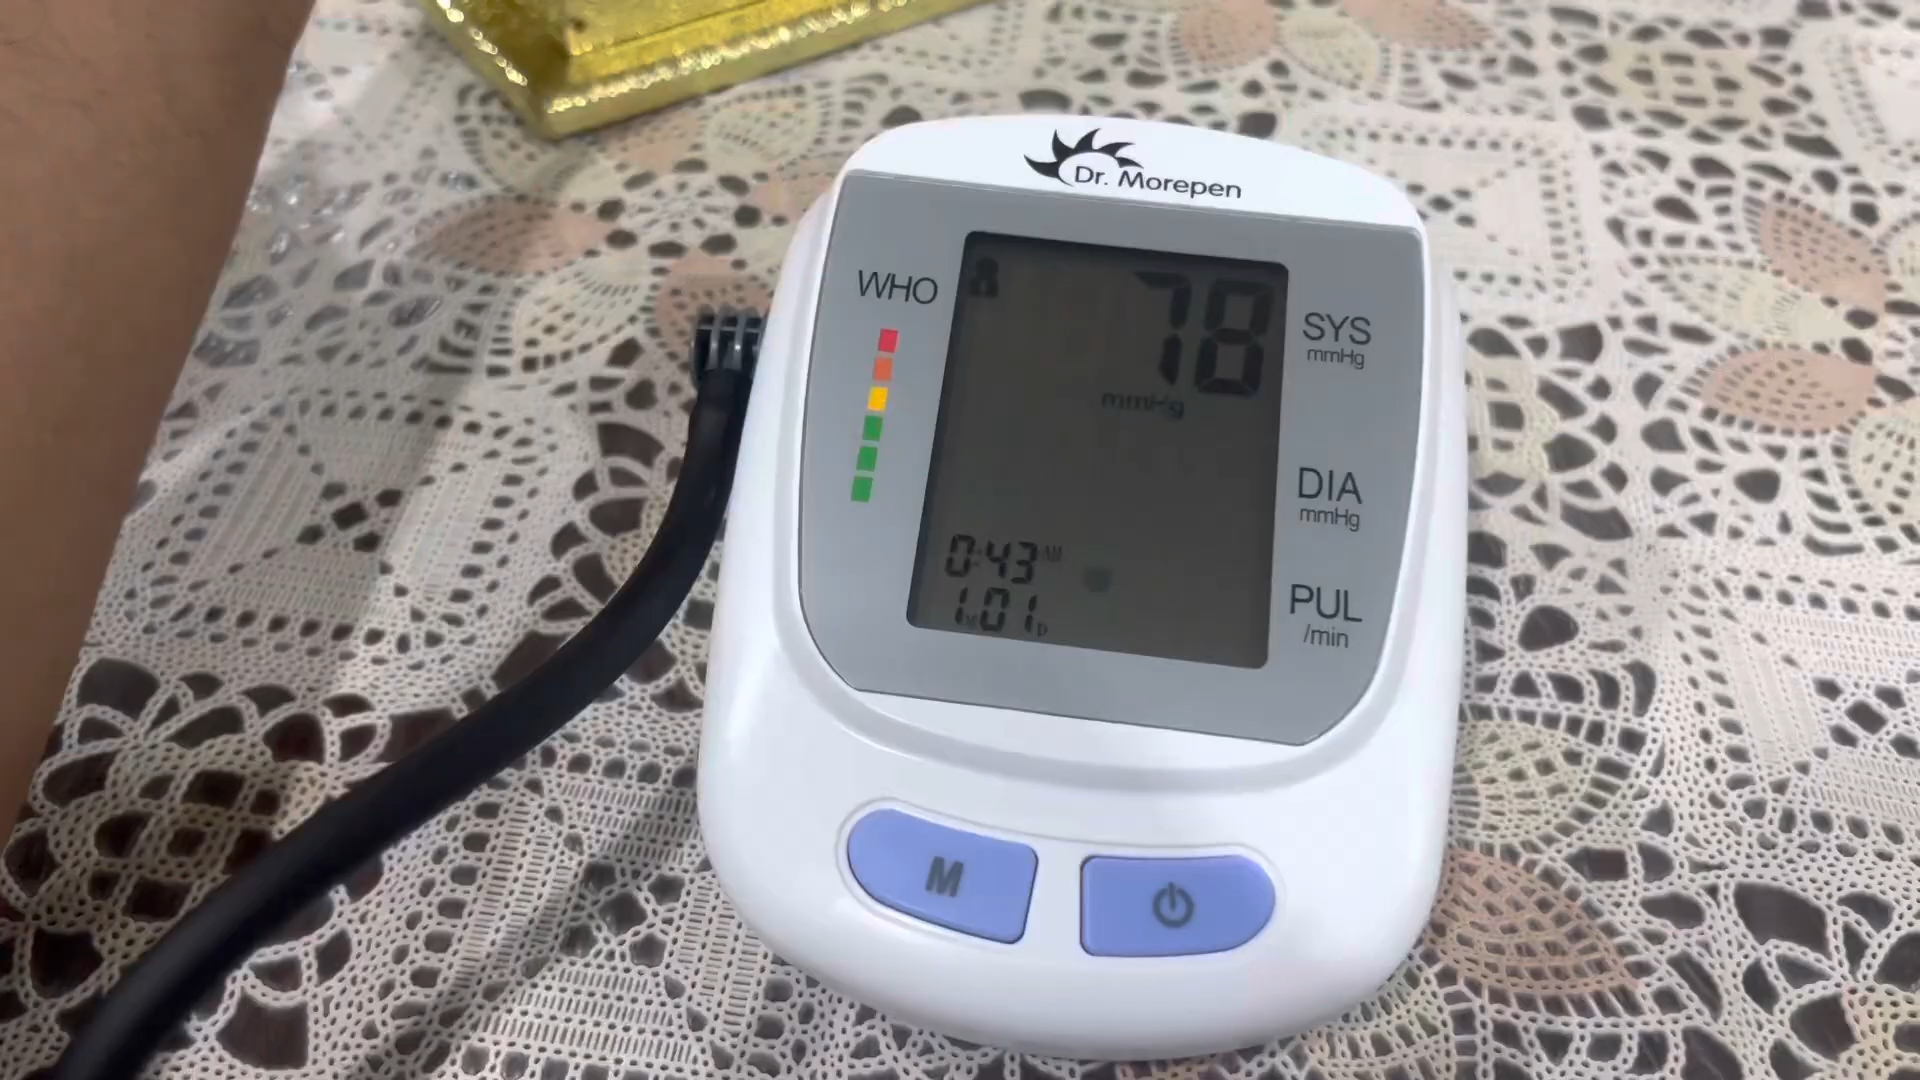 Dr. Morepen
WHO
78
SYS
mmHg
mmHg
DIA
mmHg
0:43
PUL
/min
1 01 D
M